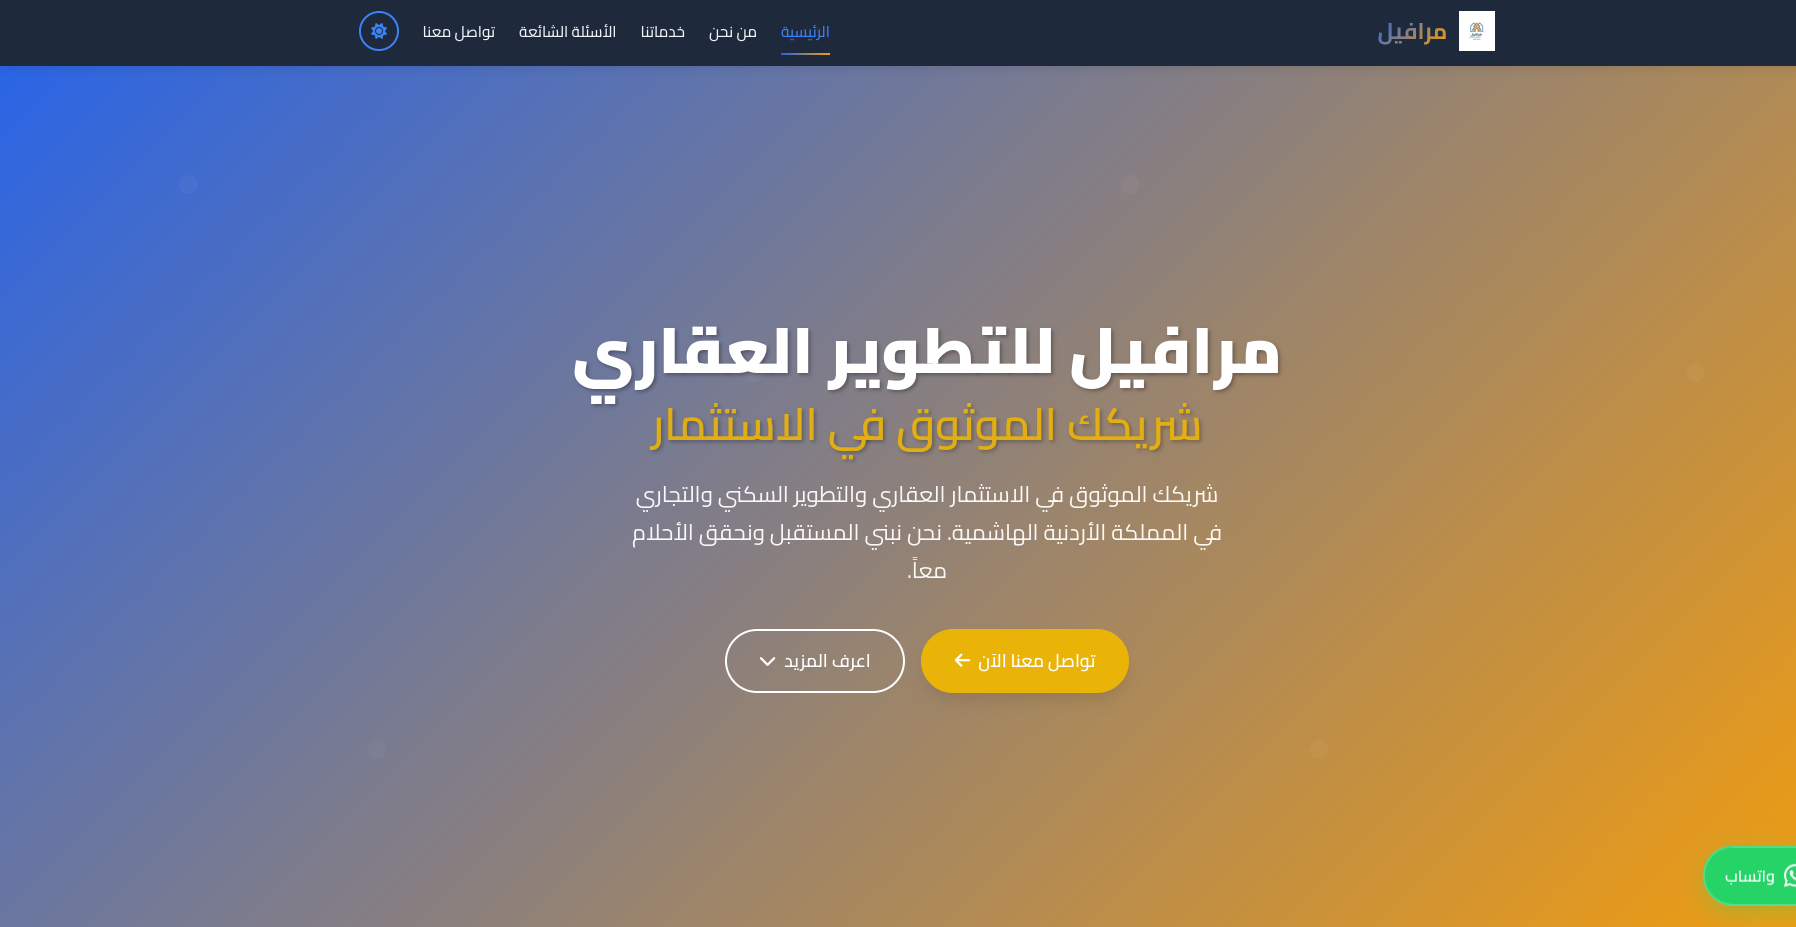 مرافيل
الرئيسية
من نحن
خدماتنا
الأسئلة الشائعة
تواصل معنا
مرافيل للتطوير العقاري
شريكك الموثوق في الاستثمار
شريكك الموثوق في الاستثمار العقاري والتطوير السكني والتجاري
في المملكة الأردنية الهاشمية. نحن نبني المستقبل ونحقق الأحلام
معاً.
تواصل معنا الآن
اعرف المزيد
واتساب